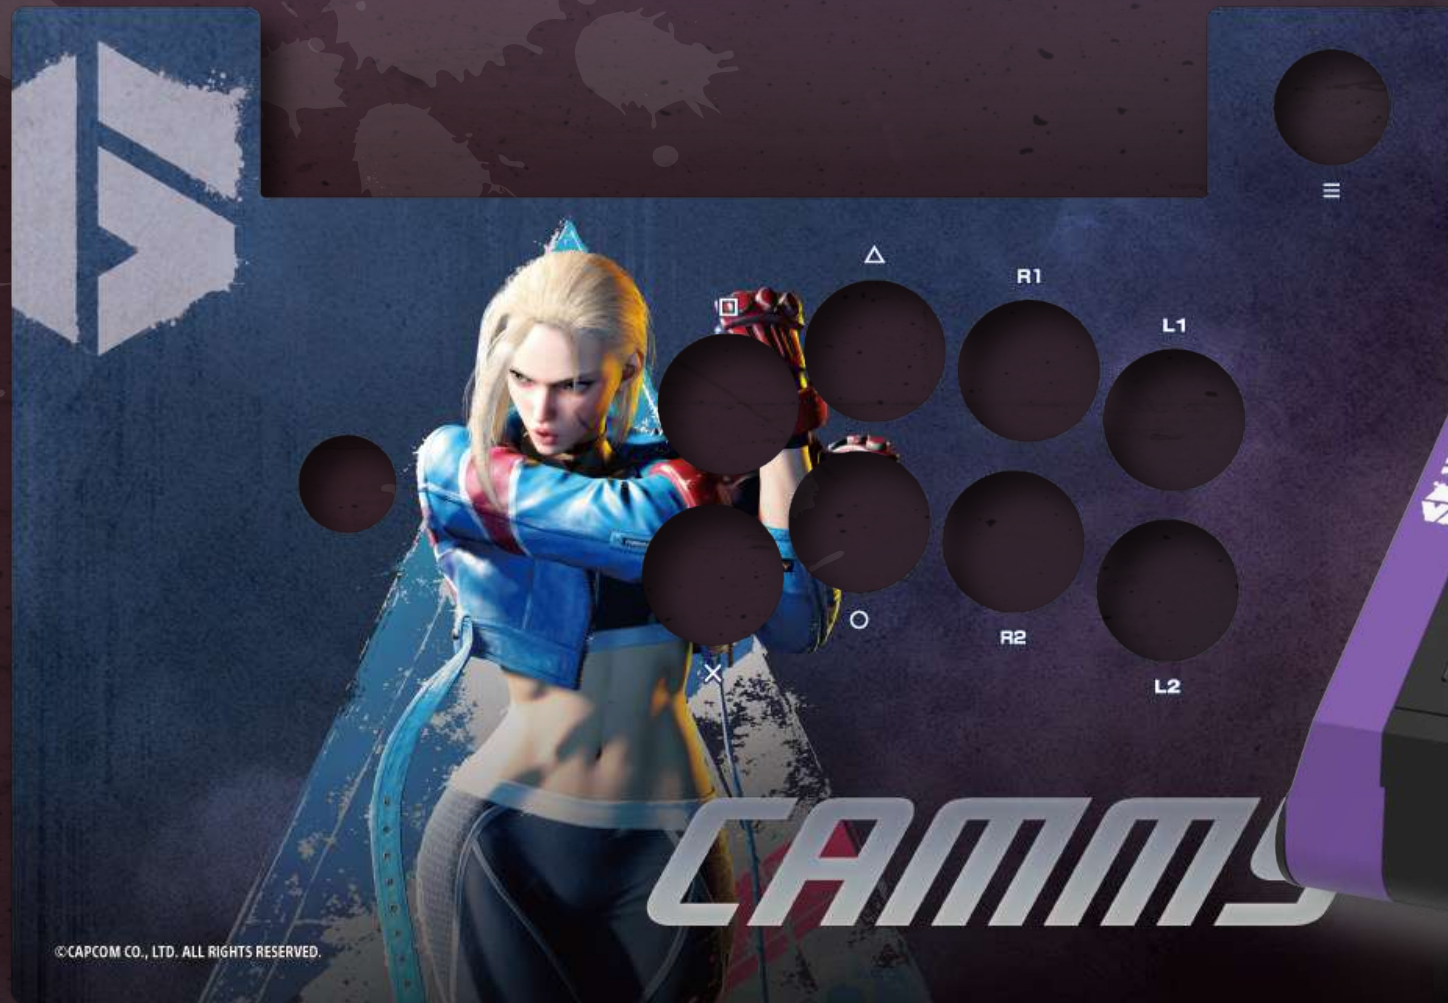 ☰
△
R1
□
L1
○
R2
×
L2
CAMMY
©CAPCOM CO., LTD. ALL RIGHTS RESERVED.